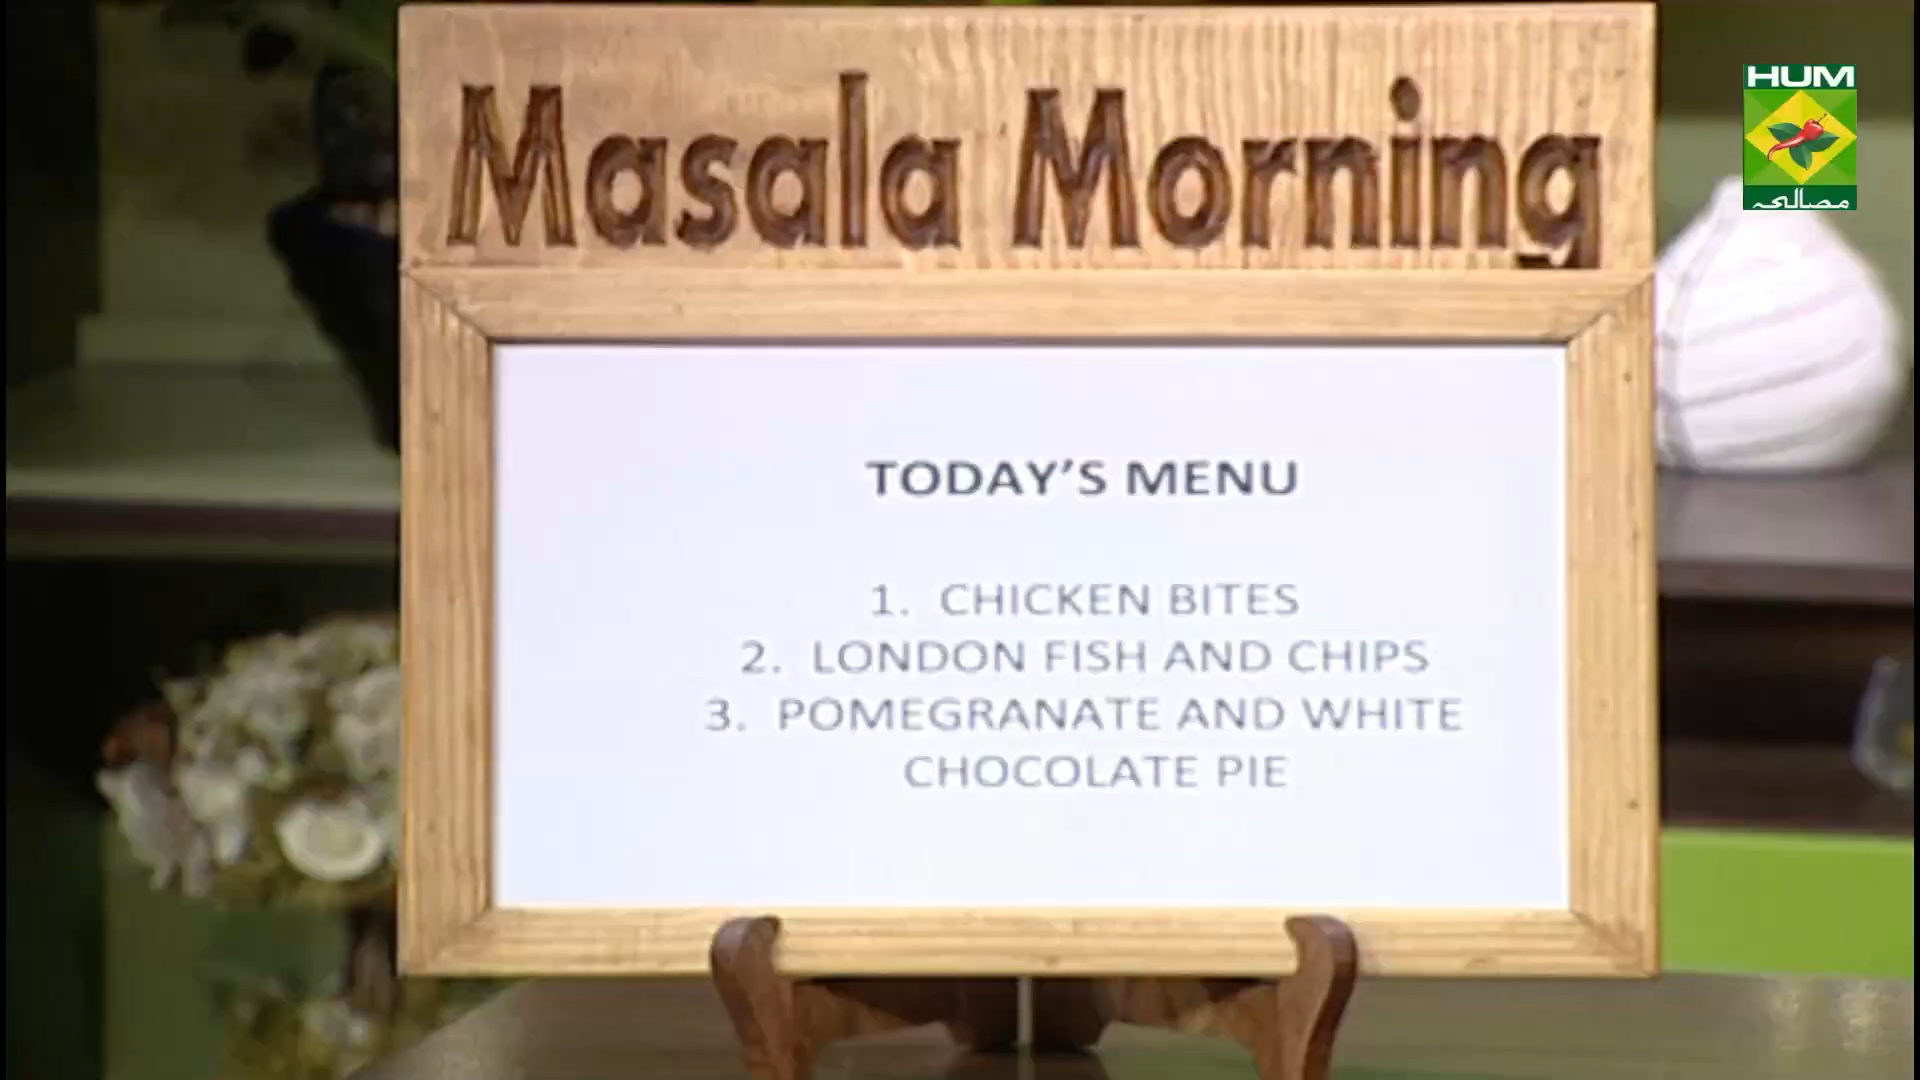 Masala Morning
HUM
مصالحہ
TODAY'S MENU
1. CHICKEN BITES
2. LONDON FISH AND CHIPS
3. POMEGRANATE AND WHITE
CHOCOLATE PIE